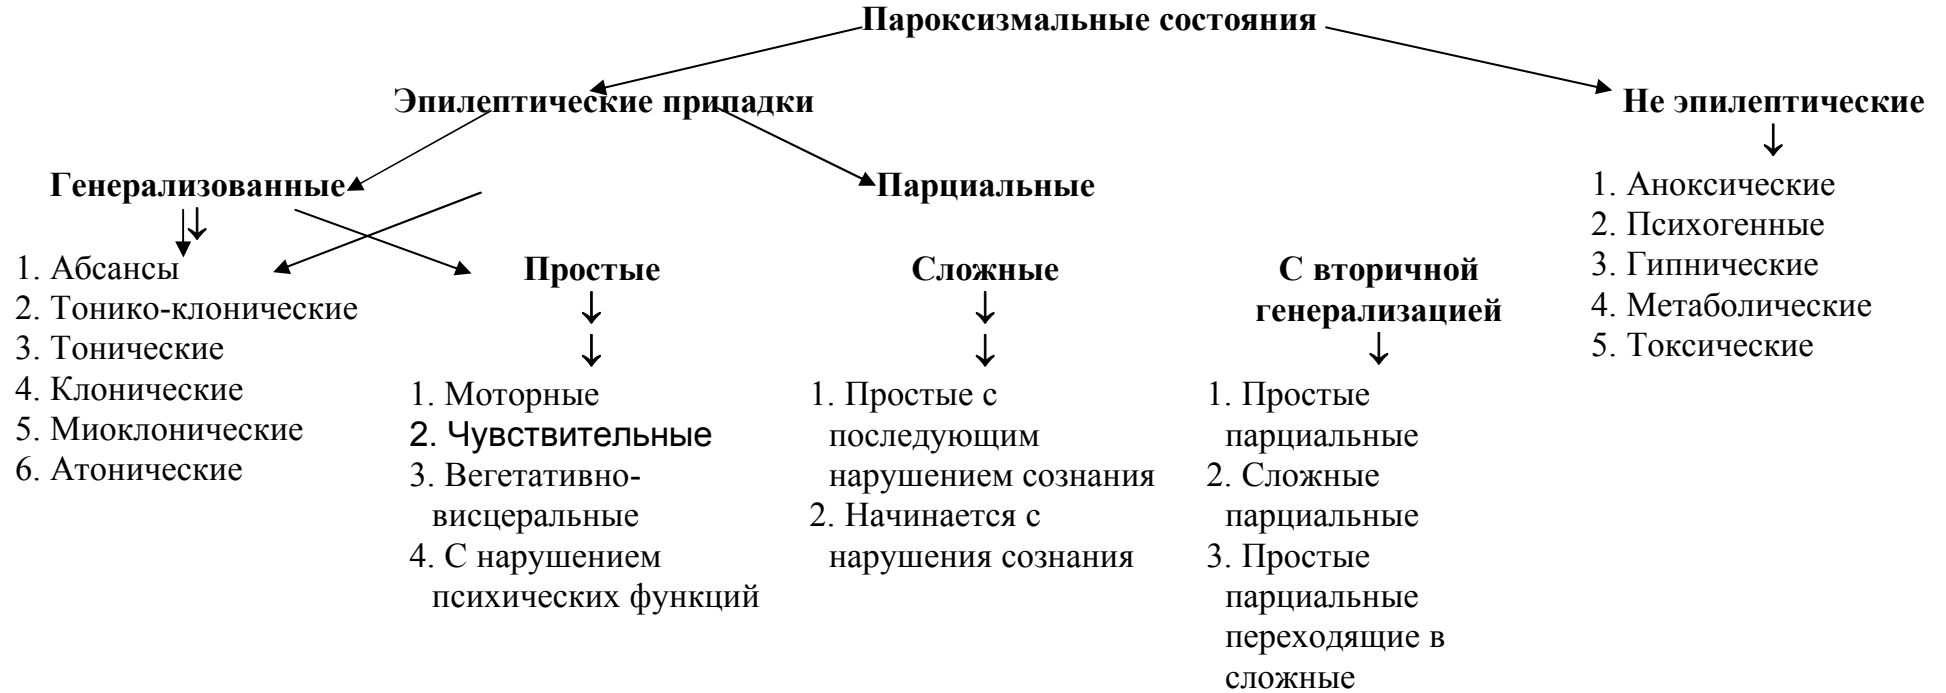 Пароксизмальные состояния
Эпилептические припадки
Не эпилептические
Генерализованные
Парциальные
1. Абсансы
2. Тонико-клонические
3. Тонические
4. Клонические
5. Миоклонические
6. Атонические
Простые
1. Моторные
2. Чувствительные
3. Вегетативно-
висцеральные
4. С нарушением
психических функций
Сложные
1. Простые с
последующим
нарушением сознания
2. Начинается с
нарушения сознания
С вторичной
генерализацией
1. Простые
парциальные
2. Сложные
парциальные
3. Простые
парциальные
переходящие в
сложные
1. Аноксические
2. Психогенные
3. Гипнические
4. Метаболические
5. Токсические